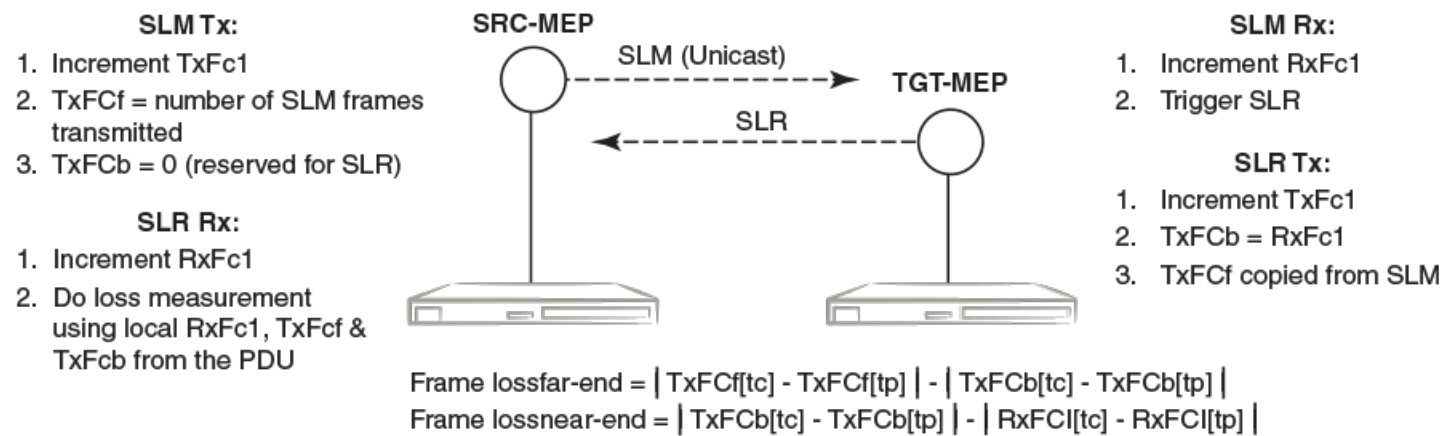 SLM Tx:
1. Increment TxFc1
2. TxFCf = number of SLM frames
transmitted
3. TxFCb = 0 (reserved for SLR)
SLR Rx:
1. Increment RxFc1
2. Do loss measurement
using local RxFc1, TxFcf &
TxFcb from the PDU
SRC-MEP
SLM (Unicast)
TGT-MEP
SLR
SLM Rx:
1. Increment RxFc1
2. Trigger SLR
SLR Tx:
1. Increment TxFc1
2. TxFCb = RxFc1
3. TxFCf copied from SLM
Frame lossfar-end = | TxFCf[tc] - TxFCf[tp] | - | TxFCb[tc] - TxFCb[tp] |
Frame lossnear-end = | TxFCb[tc] - TxFCb[tp] | - | RxFCl[tc] - RxFCl[tp] |